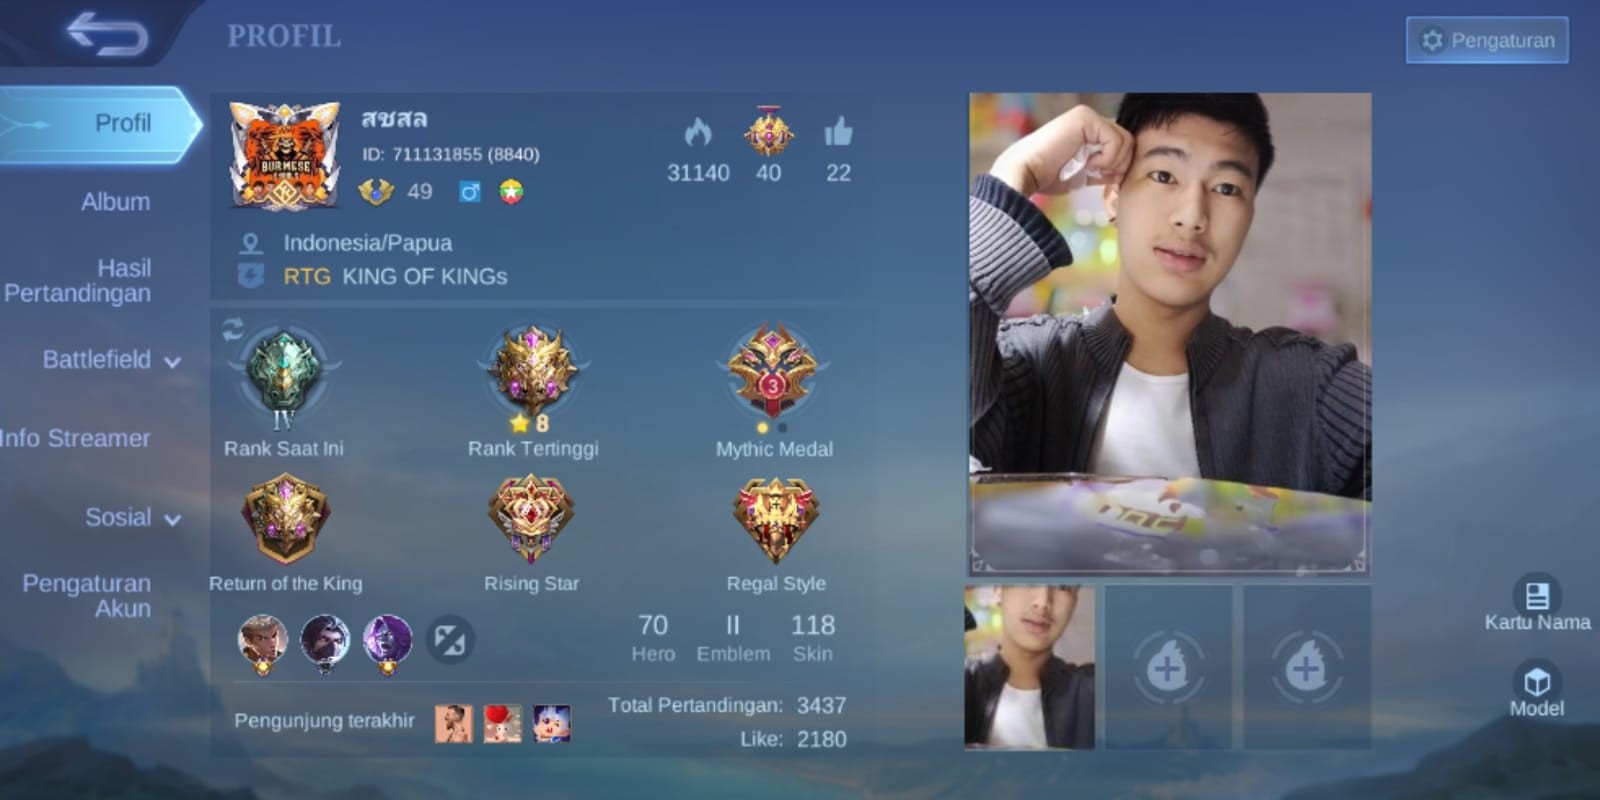 PROFIL
Pengaturan
Profil
Album
Hasil
Pertandingan
Battlefield
Info Streamer
Sosial
Pengaturan
Akun
สชสล
ID: 711131855 (8840)
49
31140
40
22
BURMESE
Indonesia/Papua
RTG KING OF KINGs
IV
8
3
Rank Saat Ini
Rank Tertinggi
Mythic Medal
Return of the King
Rising Star
Regal Style
70
II
118
Hero
Emblem
Skin
Pengunjung terakhir
Total Pertandingan: 3437
Like: 2180
Kartu Nama
Model